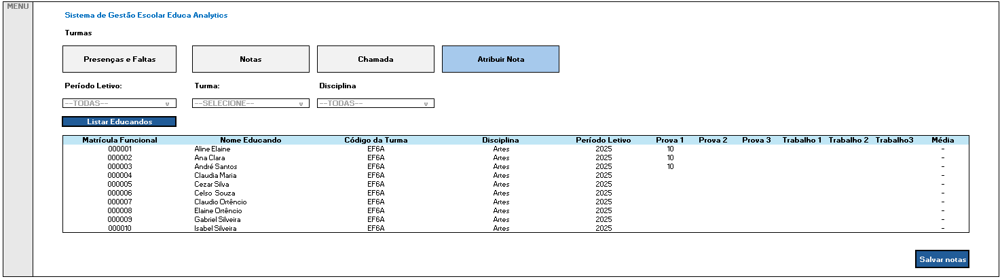 MENU
Sistema de Gestão Escolar Educa Analytics
Turmas
Presenças e Faltas Notas Chamada Atribuir Nota
Período Letivo: Turma: Disciplina
--TODAS-- v --SELECIONE-- v --TODAS-- v
Listar Educandos
Matrícula Funcional Nome Educando Código da Turma Disciplina Período Letivo Prova 1 Prova 2 Prova 3 Trabalho 1 Trabalho 2 Trabalho3 Média
000001 Aline Elaine EF6A Artes 2025 10 -
000002 Ana Clara EF6A Artes 2025 10 -
000003 André Santos EF6A Artes 2025 10 -
000004 Claudia Maria EF6A Artes 2025 -
000005 Cezar Silva EF6A Artes 2025 -
000006 Celso Souza EF6A Artes 2025 -
000007 Claudio Ortêncio EF6A Artes 2025 -
000008 Elaine Ortêncio EF6A Artes 2025 -
000009 Gabriel Silveira EF6A Artes 2025 -
000010 Isabel Silveira EF6A Artes 2025 -
Salvar notas